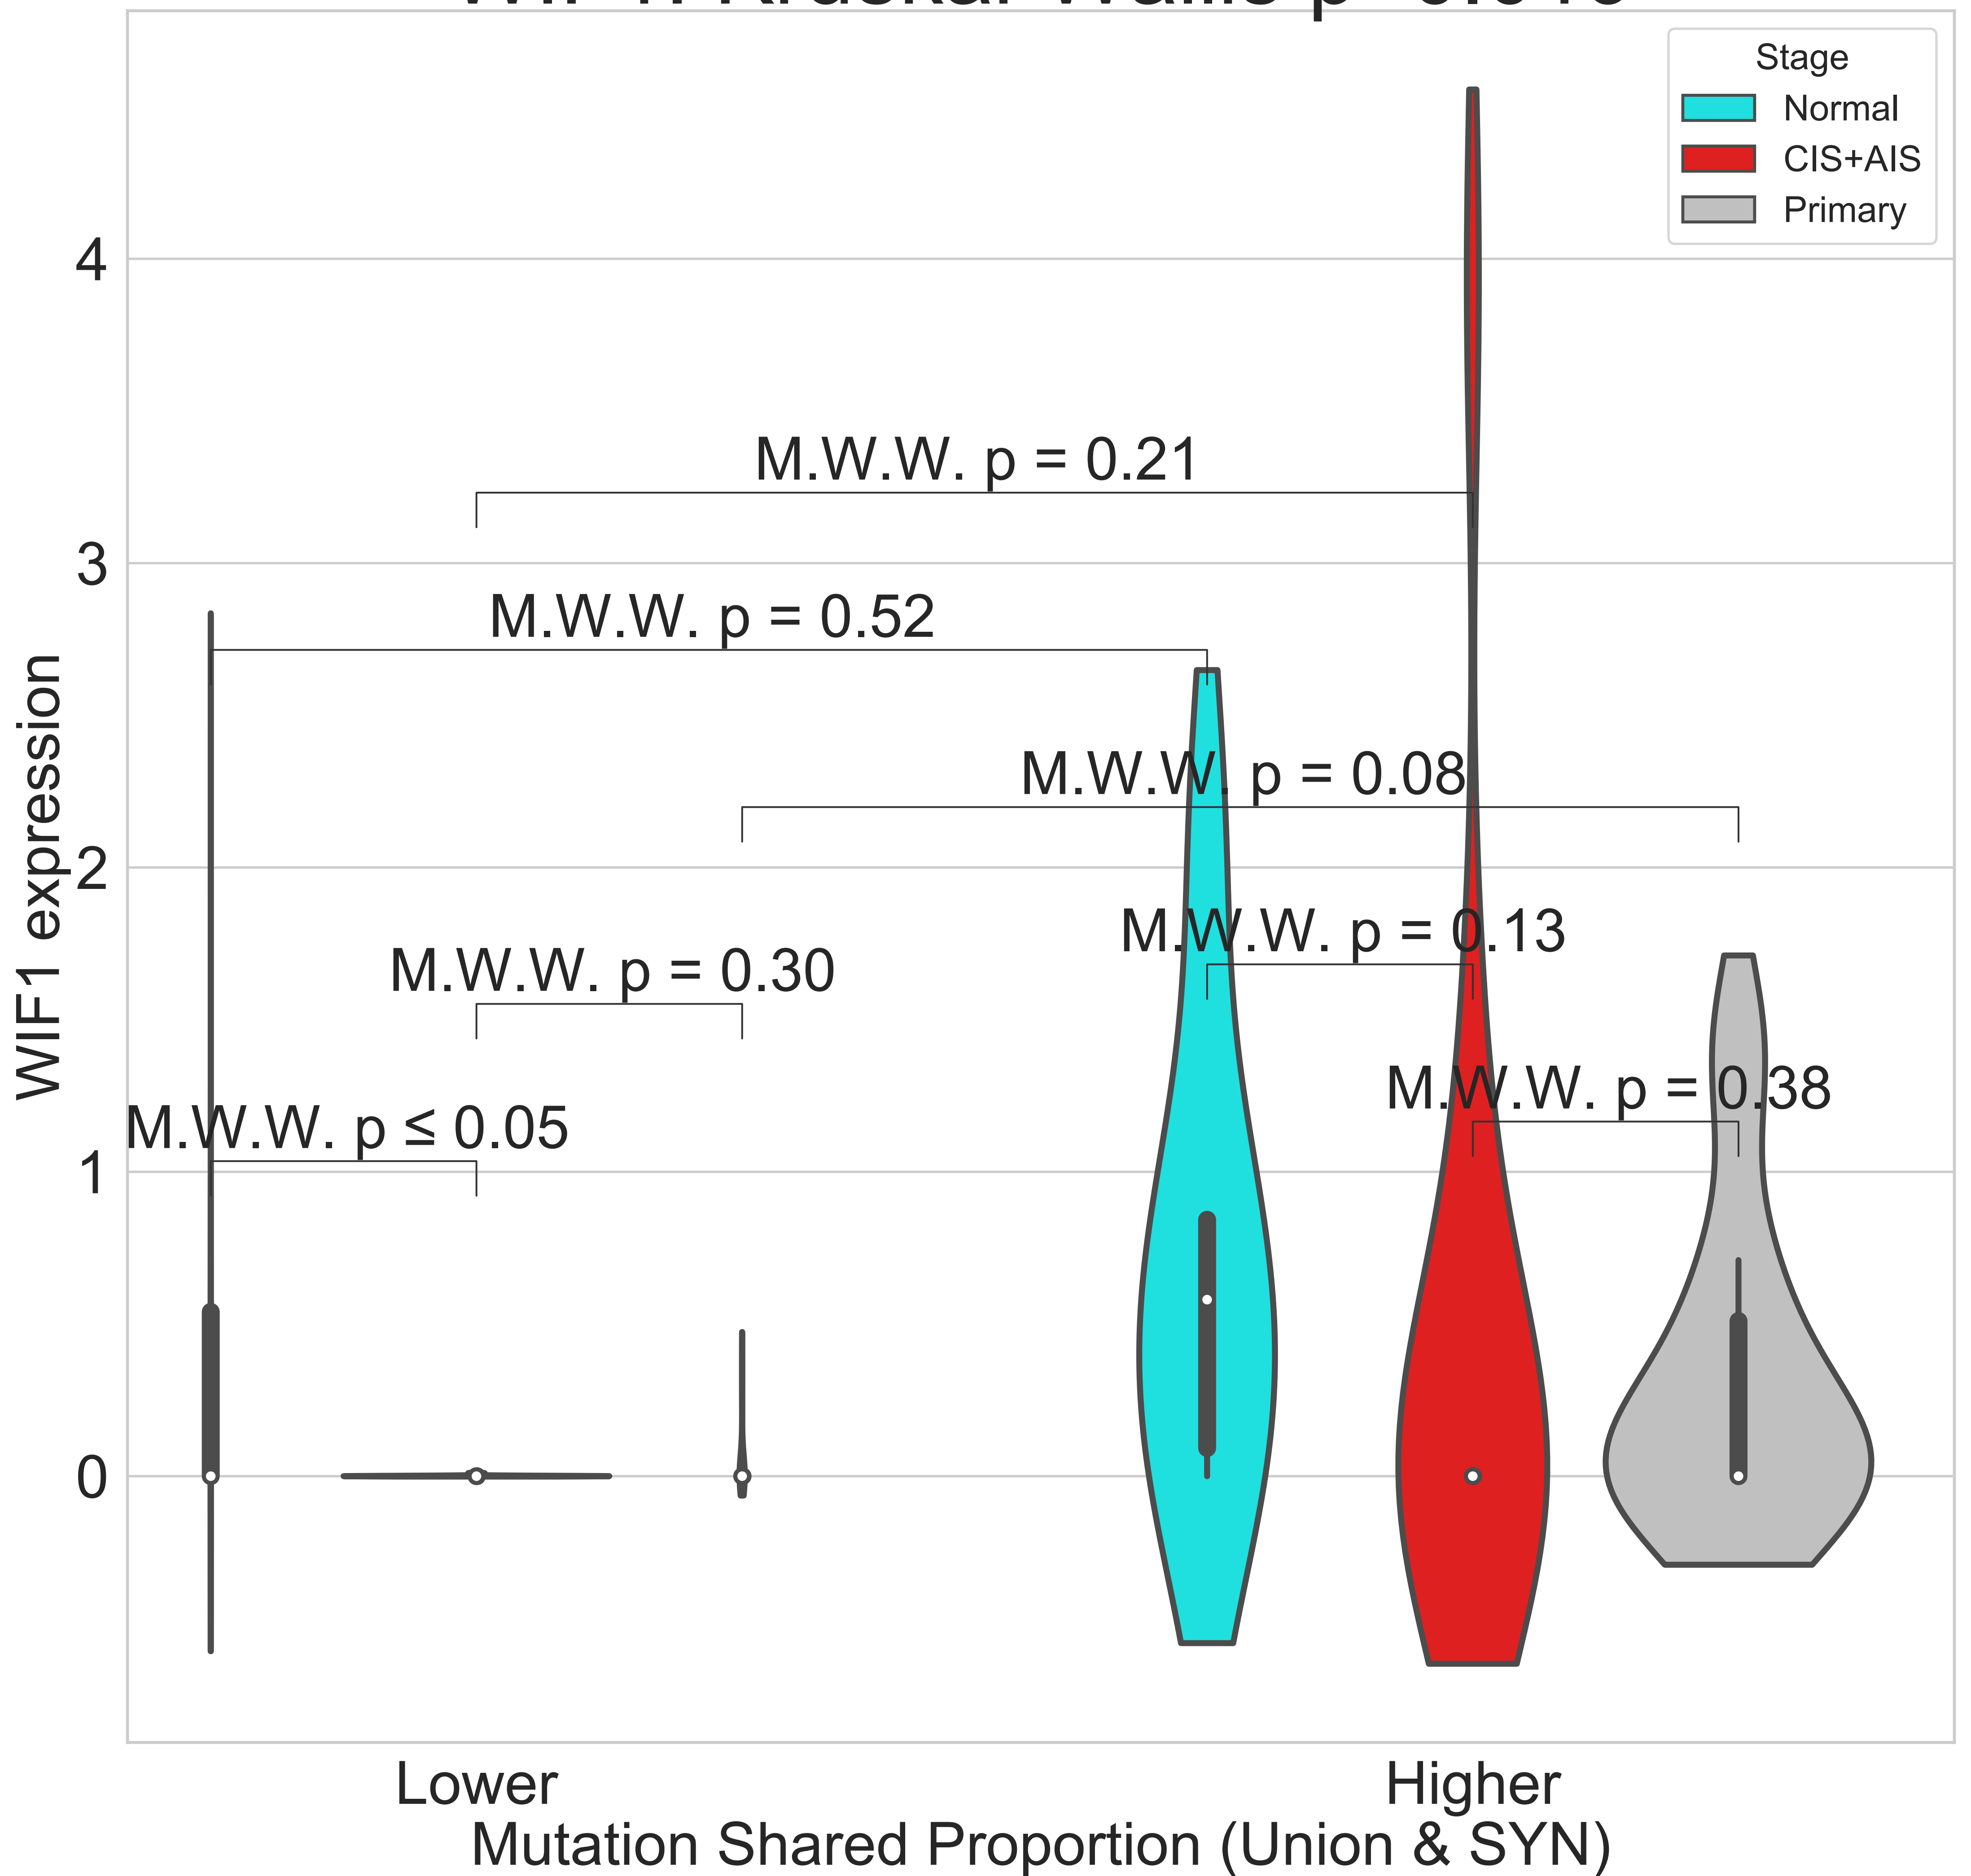 Stage
Normal
CIS+AIS
Primary
4
3
2
1
0
WIF1 expression
M.W.W. p = 0.21
M.W.W. p = 0.52
M.W.W. p = 0.08
M.W.W. p = 0.13
M.W.W. p = 0.30
M.W.W. p = 0.38
M.W.W. p ≤ 0.05
Lower
Higher
Mutation Shared Proportion (Union & SYN)